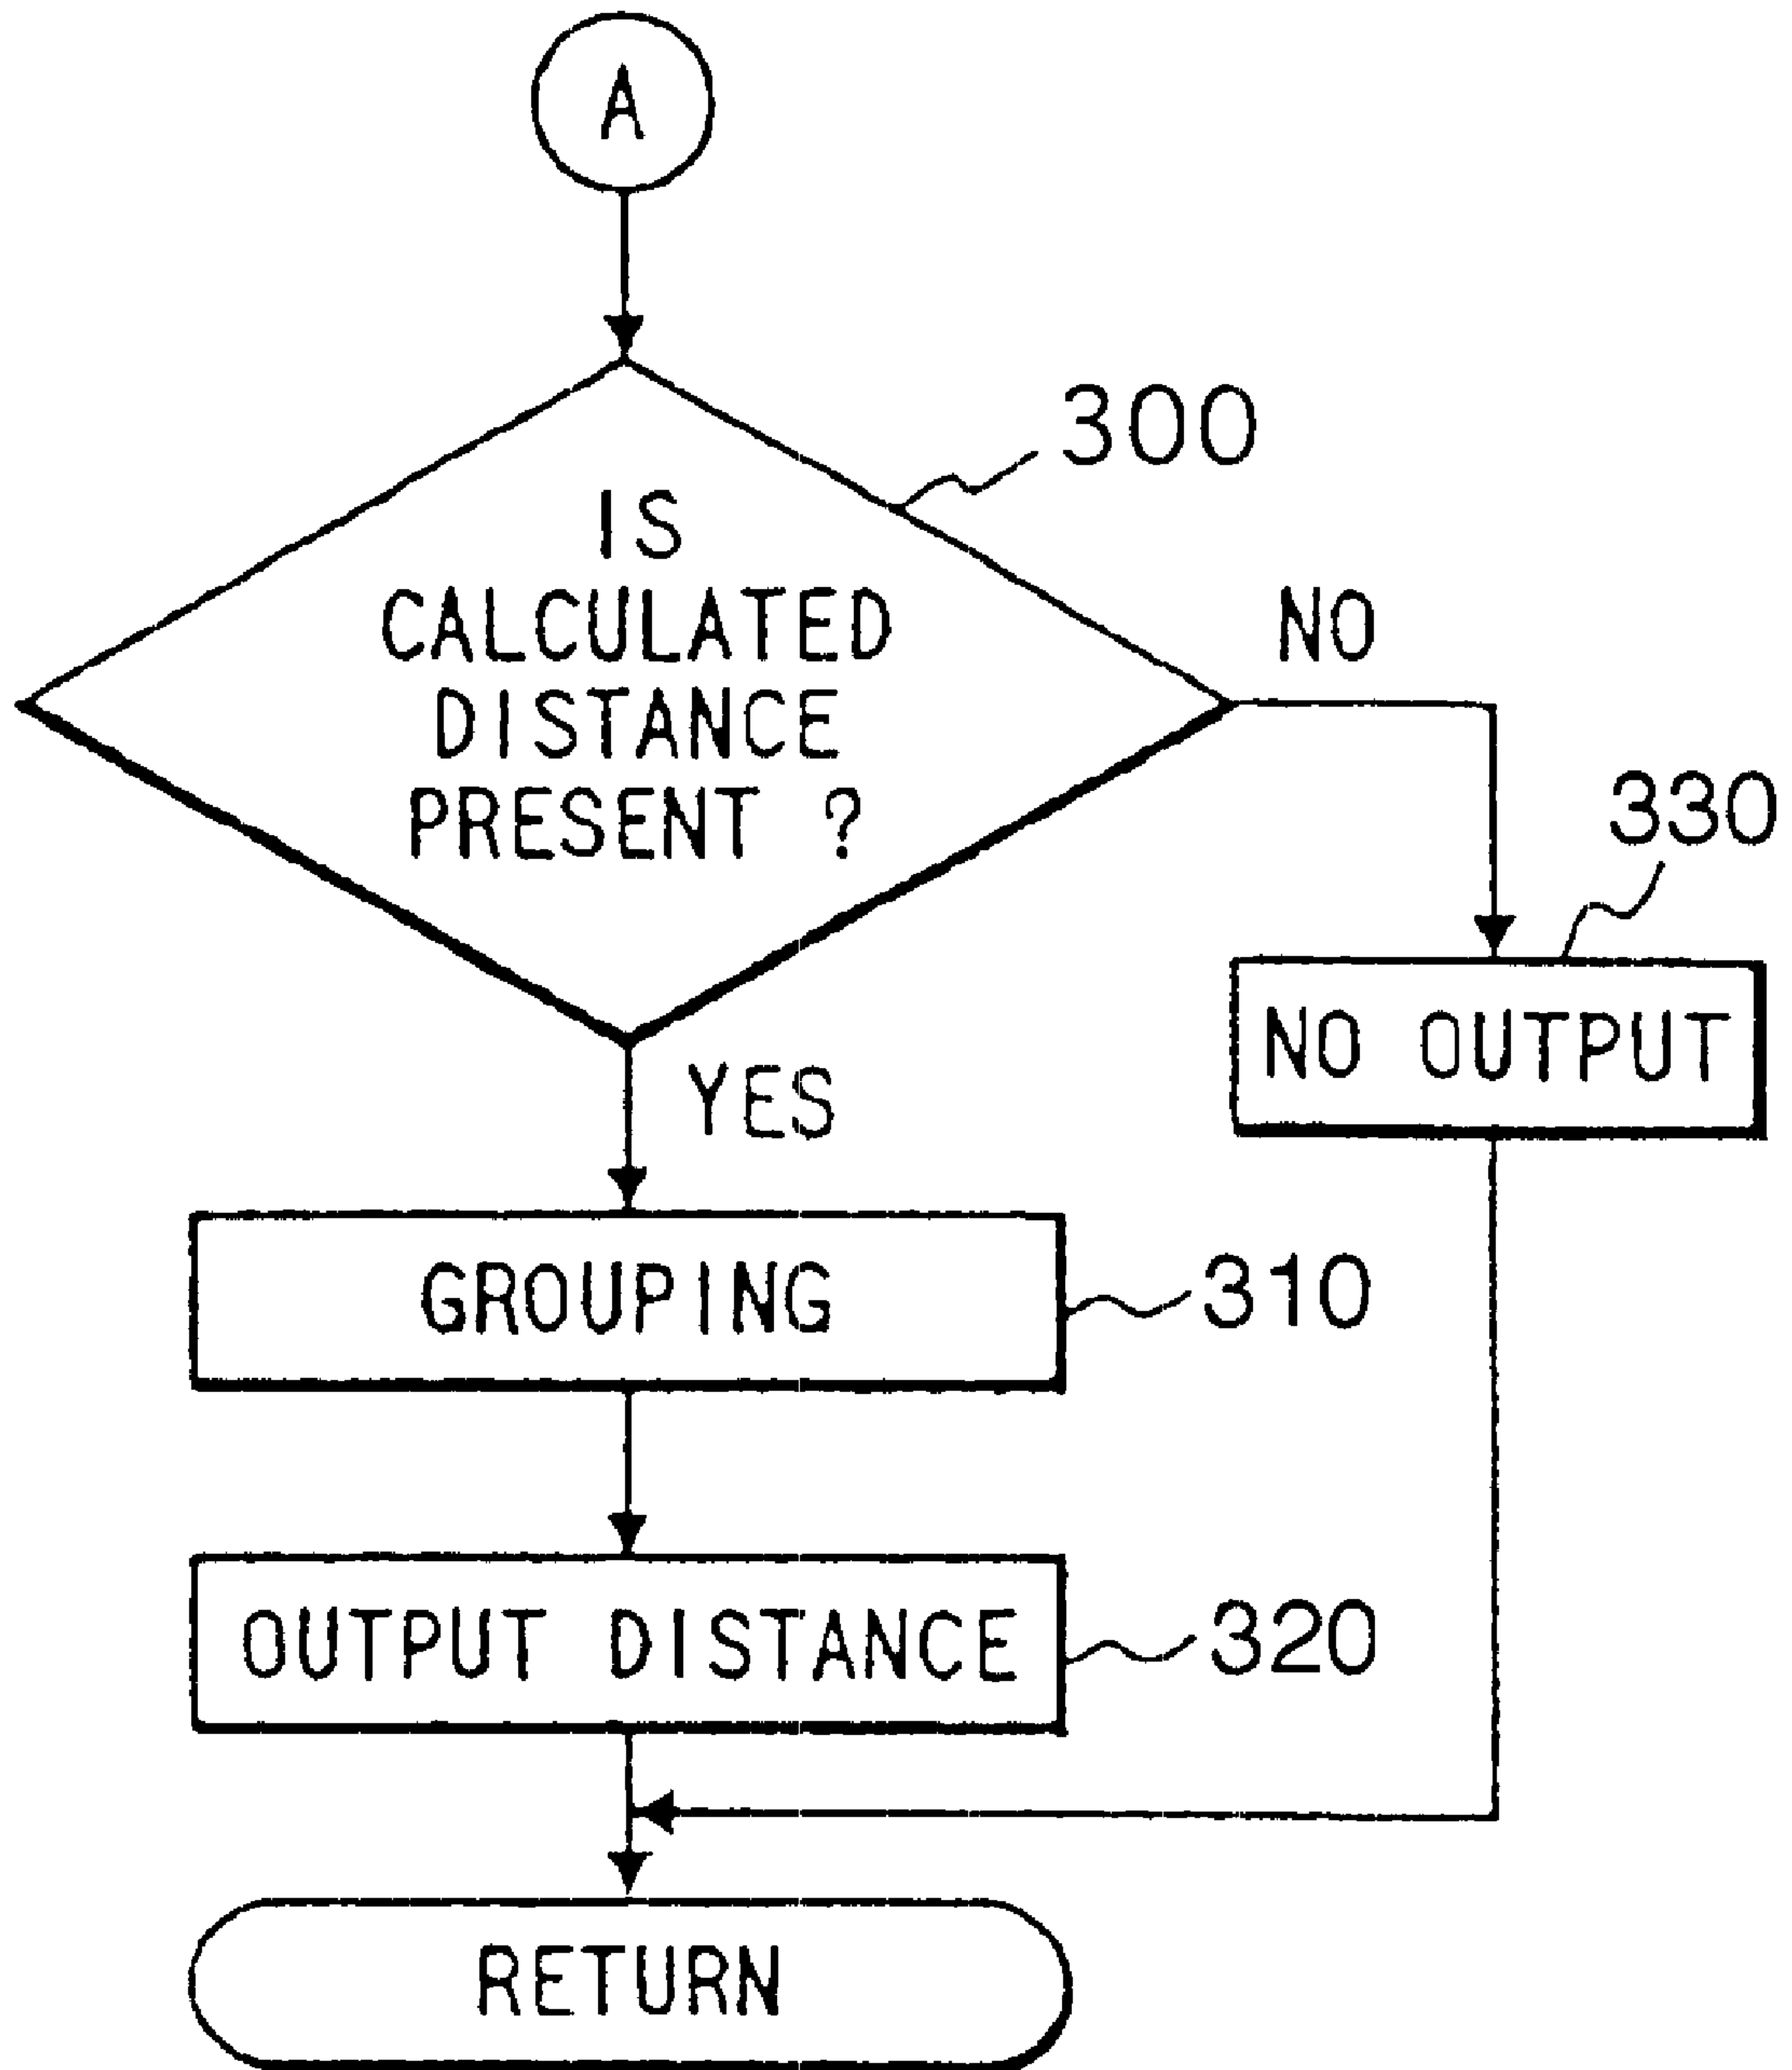 A
300
IS
CALCULATED
DISTANCE
PRESENT ?
NO
330
NO OUTPUT
YES
GROUPING
310
OUTPUT DISTANCE
320
RETURN